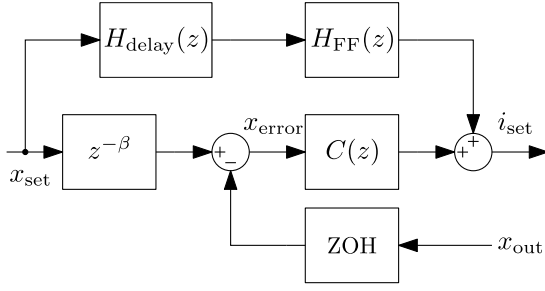 H_delay(z) H_FF(z)
x_error i_set
z^{-β} + − C(z) + +
x_set
ZOH x_out